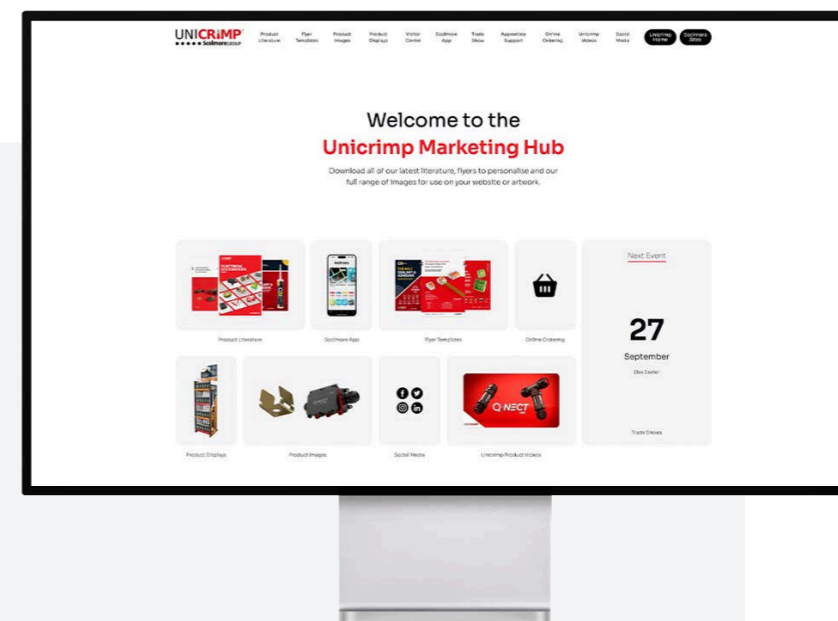 UNICRIMP
ScolmoreGROUP
Product Literature
Flyer Templates
Product Images
Product Displays
Visitor Centre
Scolmore App
Trade Show
Apprentice Support
Online Ordering
Unicrimp Videos
Social Media
Unicrimp Home
Scolmore Sites
Welcome to the
Unicrimp Marketing Hub
Download all of our latest literature, flyers to personalise and our
full range of images for use on your website or artwork.
Next Event
27
September
Trade Shows
Product Literature
Scolmore App
Flyer Templates
Online Ordering
Q-NECT
Product Displays
Product Images
Social Media
Unicrimp Product Videos